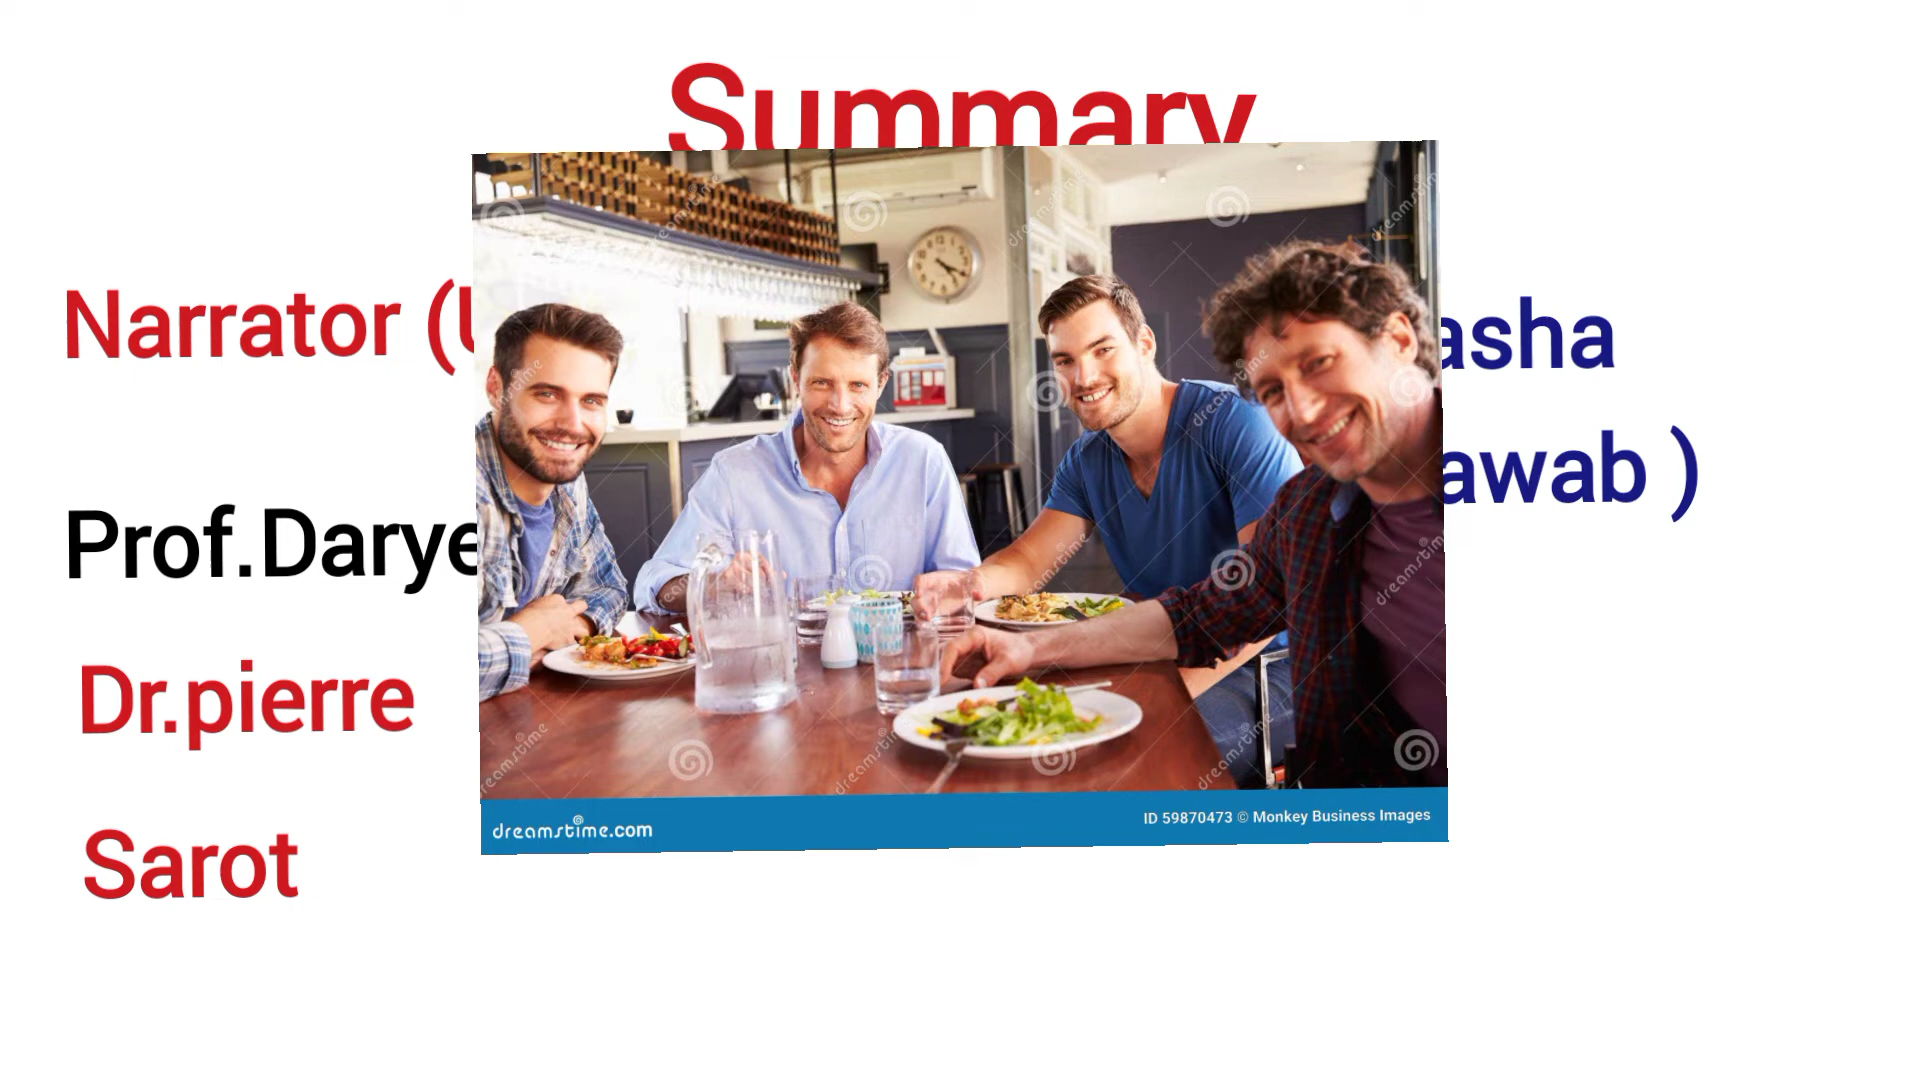 Summary
Narrator (
asha
awab )
Prof.Darye
Dr.pierre
Sarot
dreamstime.com
ID 59870473 © Monkey Business Images